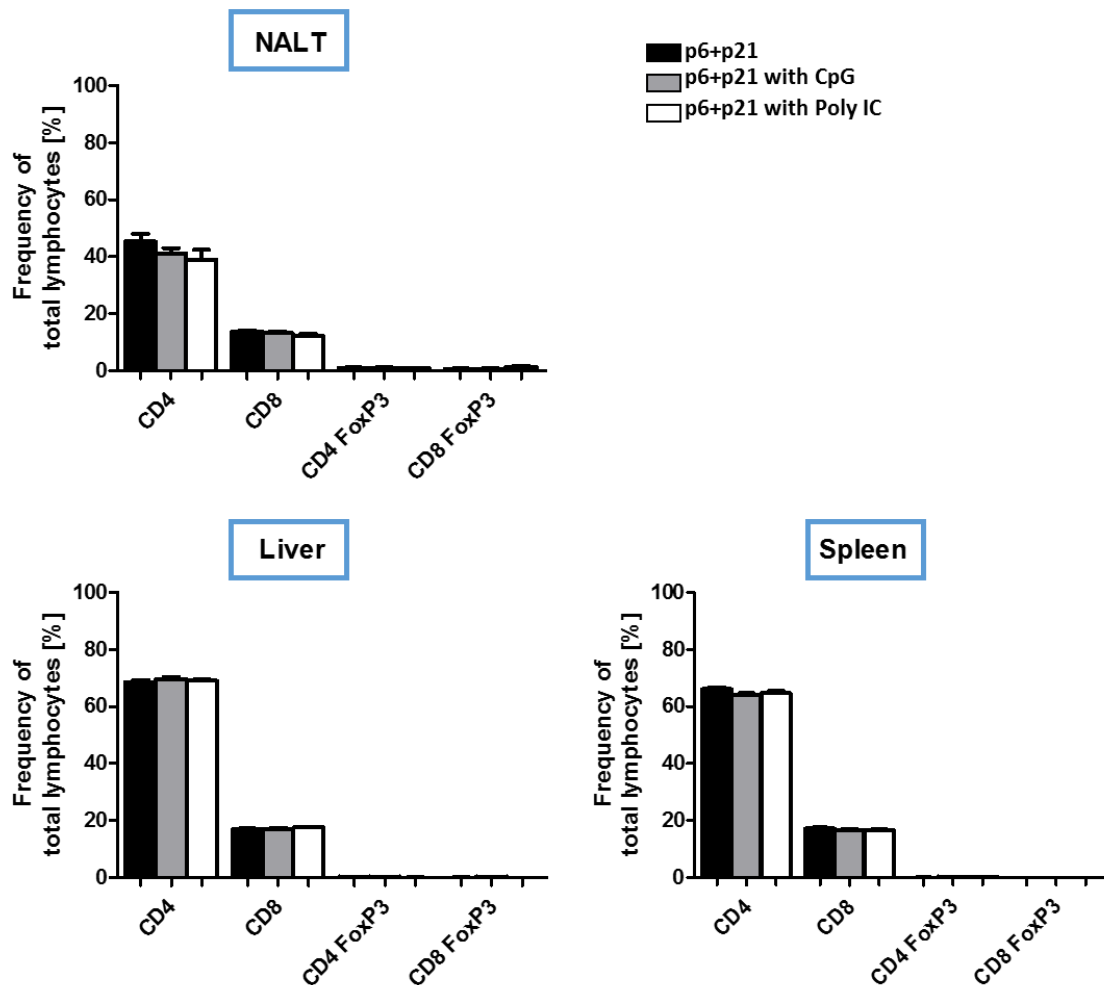 NALT
p6+p21
p6+p21 with CpG
p6+p21 with Poly IC
Frequency of
total lymphocytes [%]
100
80
60
40
20
0
CD4
CD8
CD4 FoxP3
CD8 FoxP3
Liver
Frequency of
total lymphocytes [%]
100
80
60
40
20
0
CD4
CD8
CD4 FoxP3
CD8 FoxP3
Spleen
Frequency of
total lymphocytes [%]
100
80
60
40
20
0
CD4
CD8
CD4 FoxP3
CD8 FoxP3